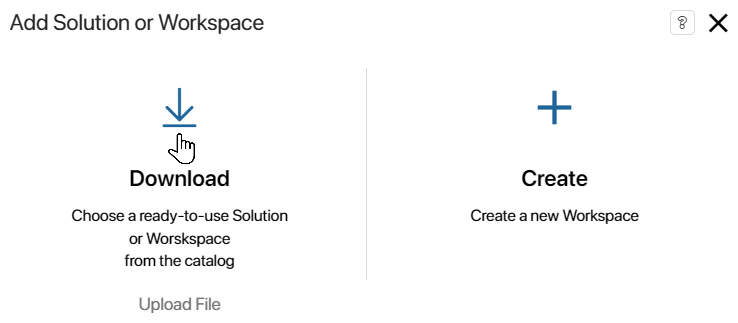 Add Solution or Workspace
?
Download
Choose a ready-to-use Solution
or Worskspace
from the catalog
Upload File
Create
Create a new Workspace